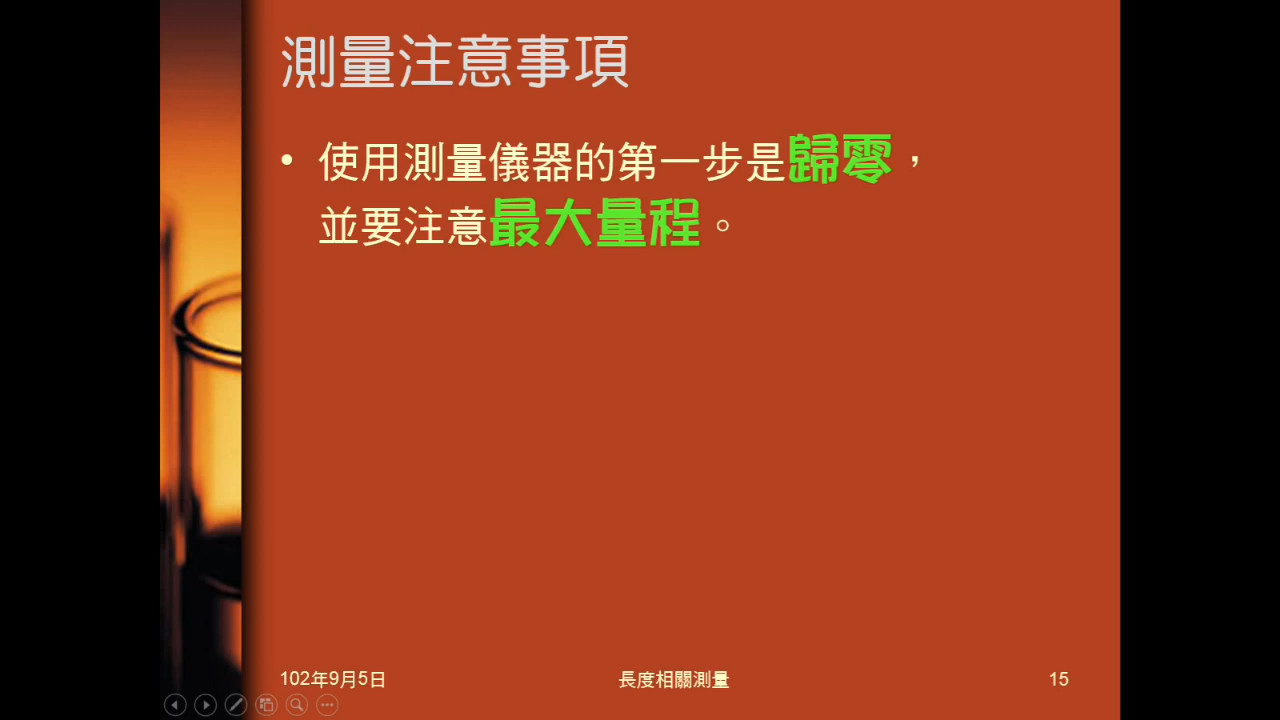 測量注意事項
• 使用測量儀器的第一步是歸零，
並要注意最大量程。
102年9月5日
長度相關測量
15